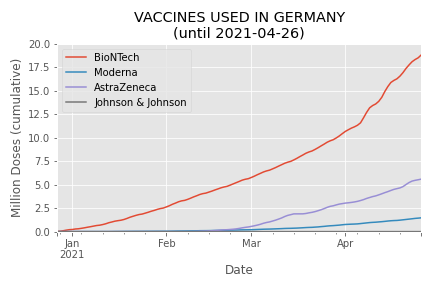 VACCINES USED IN GERMANY
(until 2021-04-26)
Million Doses (cumulative)
20.0
17.5
15.0
12.5
10.0
7.5
5.0
2.5
0.0
BioNTech
Moderna
AstraZeneca
Johnson & Johnson
Jan
2021
Feb
Mar
Apr
Date